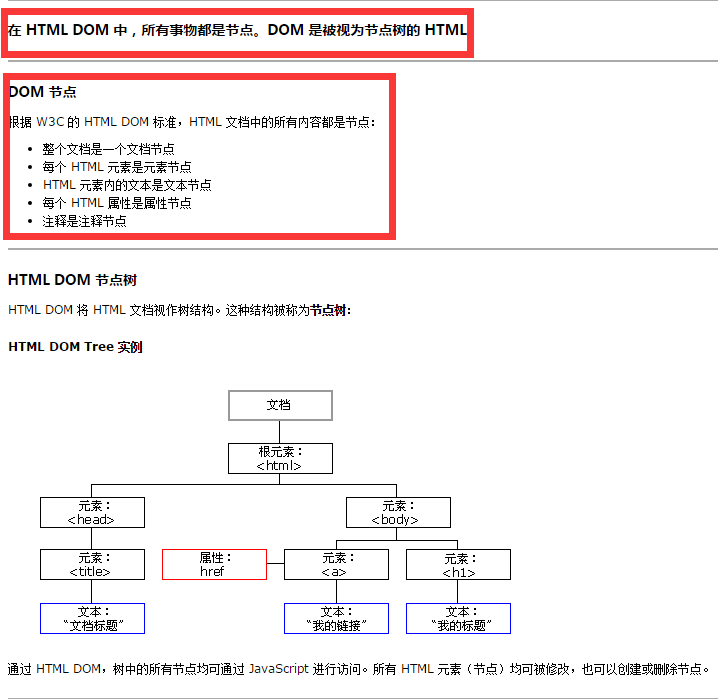 在 HTML DOM 中，所有事物都是节点。DOM 是被视为节点树的 HTML
DOM 节点
根据 W3C 的 HTML DOM 标准，HTML 文档中的所有内容都是节点：
• 整个文档是一个文档节点
• 每个 HTML 元素是元素节点
• HTML 元素内的文本是文本节点
• 每个 HTML 属性是属性节点
• 注释是注释节点
HTML DOM 节点树
HTML DOM 将 HTML 文档视作树结构。这种结构被称为节点树：
HTML DOM Tree 实例
文档
根元素：
<html>
元素：
<head>
元素：
<body>
元素：
<title>
属性：
href
元素：
<a>
元素：
<h1>
文本：
“文档标题”
文本：
“我的链接”
文本：
“我的标题”
通过 HTML DOM，树中的所有节点均可通过 JavaScript 进行访问。所有 HTML 元素（节点）均可被修改，也可以创建或删除节点。